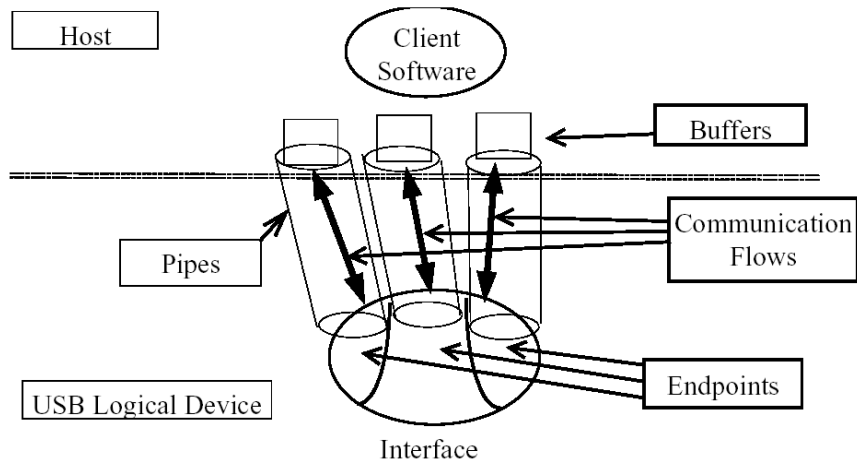 Host
Client
Software
Buffers
Communication
Flows
Pipes
Endpoints
USB Logical Device
Interface